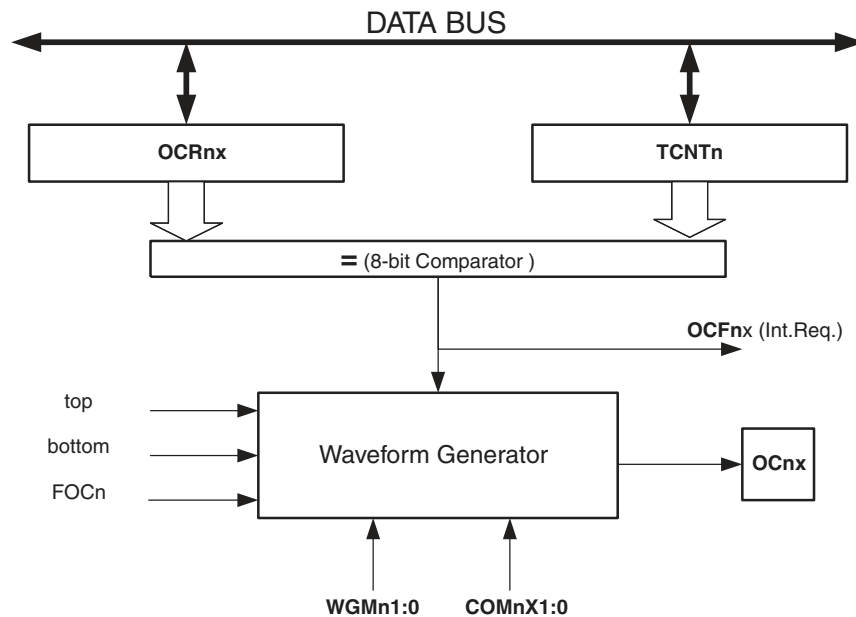 DATA BUS
OCRnx
TCNTn
= (8-bit Comparator )
OCFnx (Int.Req.)
top
bottom
FOCn
Waveform Generator
OCnx
WGMn1:0
COMnX1:0